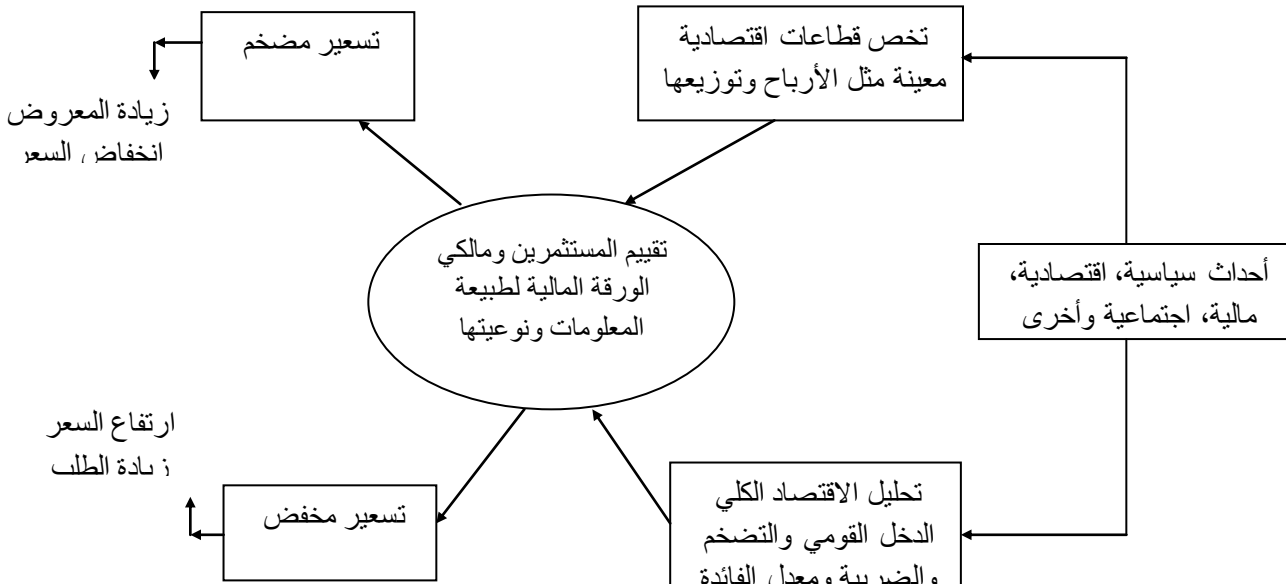 تخص قطاعات اقتصادية
معينة مثل الأرباح وتوزيعها
تسعير مضخم
زيادة المعروض
انخفاض السعر
تقييم المستثمرين ومالكي
الورقة المالية لطبيعة
المعلومات ونوعيتها
أحداث سياسية، اقتصادية،
مالية، اجتماعية وأخرى
ارتفاع السعر
زيادة الطلب
تسعير مخفض
تحليل الاقتصاد الكلي
الدخل القومي والتضخم
والضريبة ومعدل الفائدة